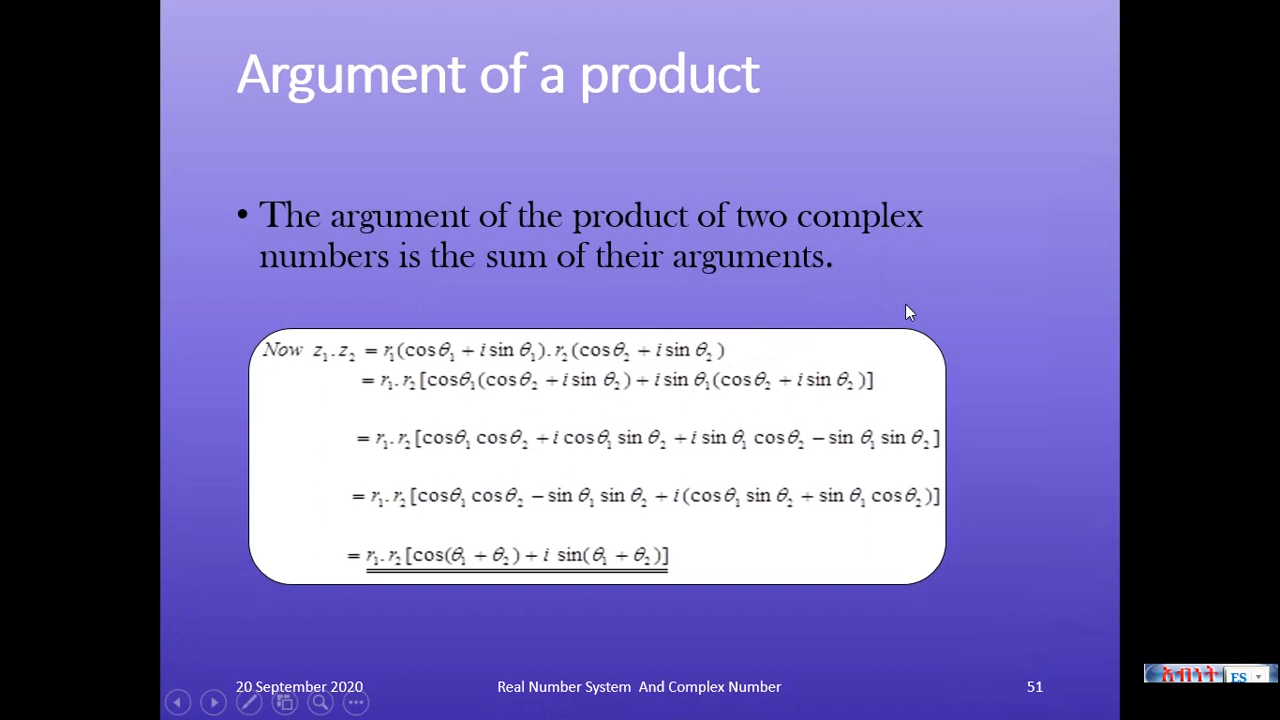 Argument of a product
• The argument of the product of two complex
numbers is the sum of their arguments.
Now z₁.z₂ = r₁(cosθ₁ + i sin θ₁).r₂(cosθ₂ + i sin θ₂)
= r₁.r₂[cosθ₁(cosθ₂ + i sin θ₂) + i sin θ₁(cosθ₂ + i sin θ₂)]
= r₁.r₂[cosθ₁ cosθ₂ + i cosθ₁ sin θ₂ + i sin θ₁ cosθ₂ − sin θ₁ sin θ₂]
= r₁.r₂[cosθ₁ cosθ₂ − sin θ₁ sin θ₂ + i(cosθ₁ sin θ₂ + sin θ₁ cosθ₂)]
= r₁.r₂[cos(θ₁ + θ₂) + i sin(θ₁ + θ₂)]
20 September 2020
Real Number System And Complex Number
51
አብነት
ES